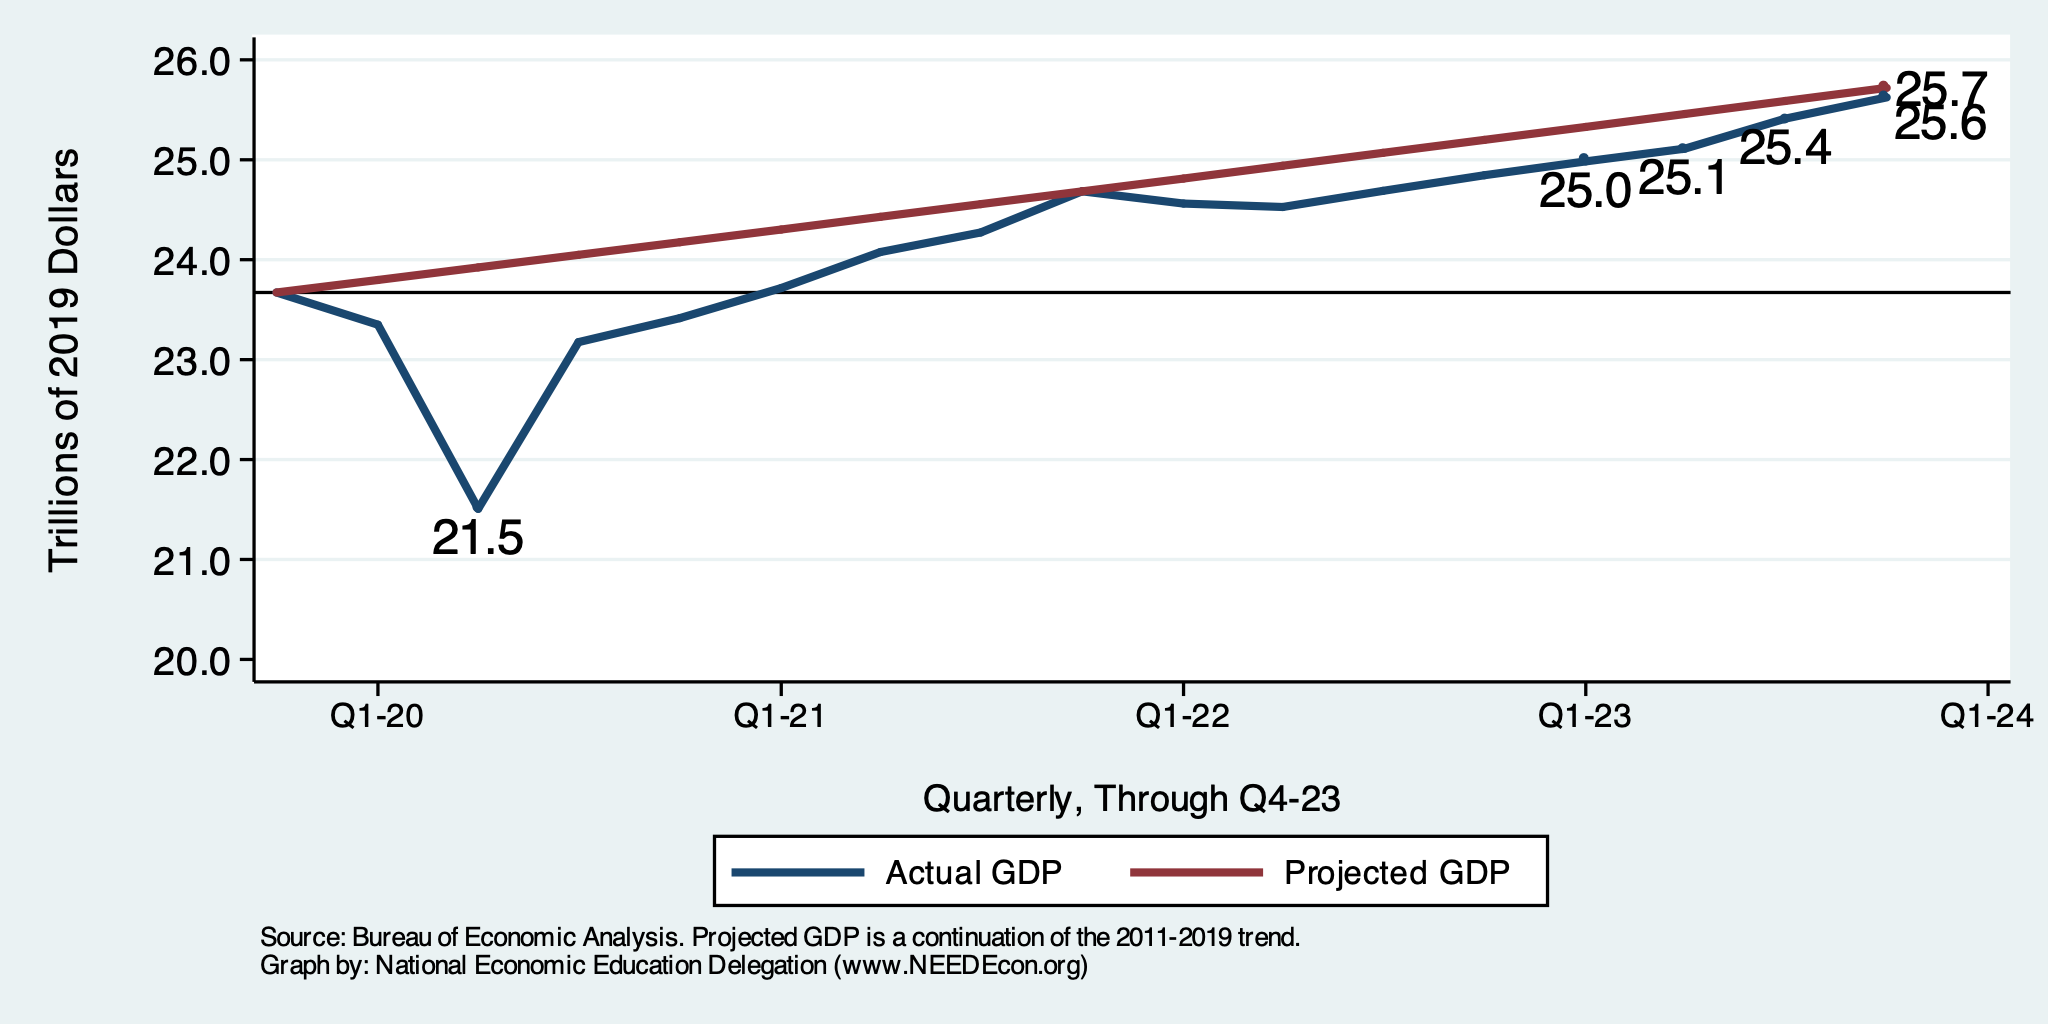 Trillions of 2019 Dollars
26.0
25.0
24.0
23.0
22.0
21.0
20.0
21.5
25.0
25.1
25.4
25.7
25.6
Q1-20
Q1-21
Q1-22
Q1-23
Q1-24
Quarterly, Through Q4-23
Actual GDP
Projected GDP
Source: Bureau of Economic Analysis. Projected GDP is a continuation of the 2011-2019 trend.
Graph by: National Economic Education Delegation (www.NEEDEcon.org)